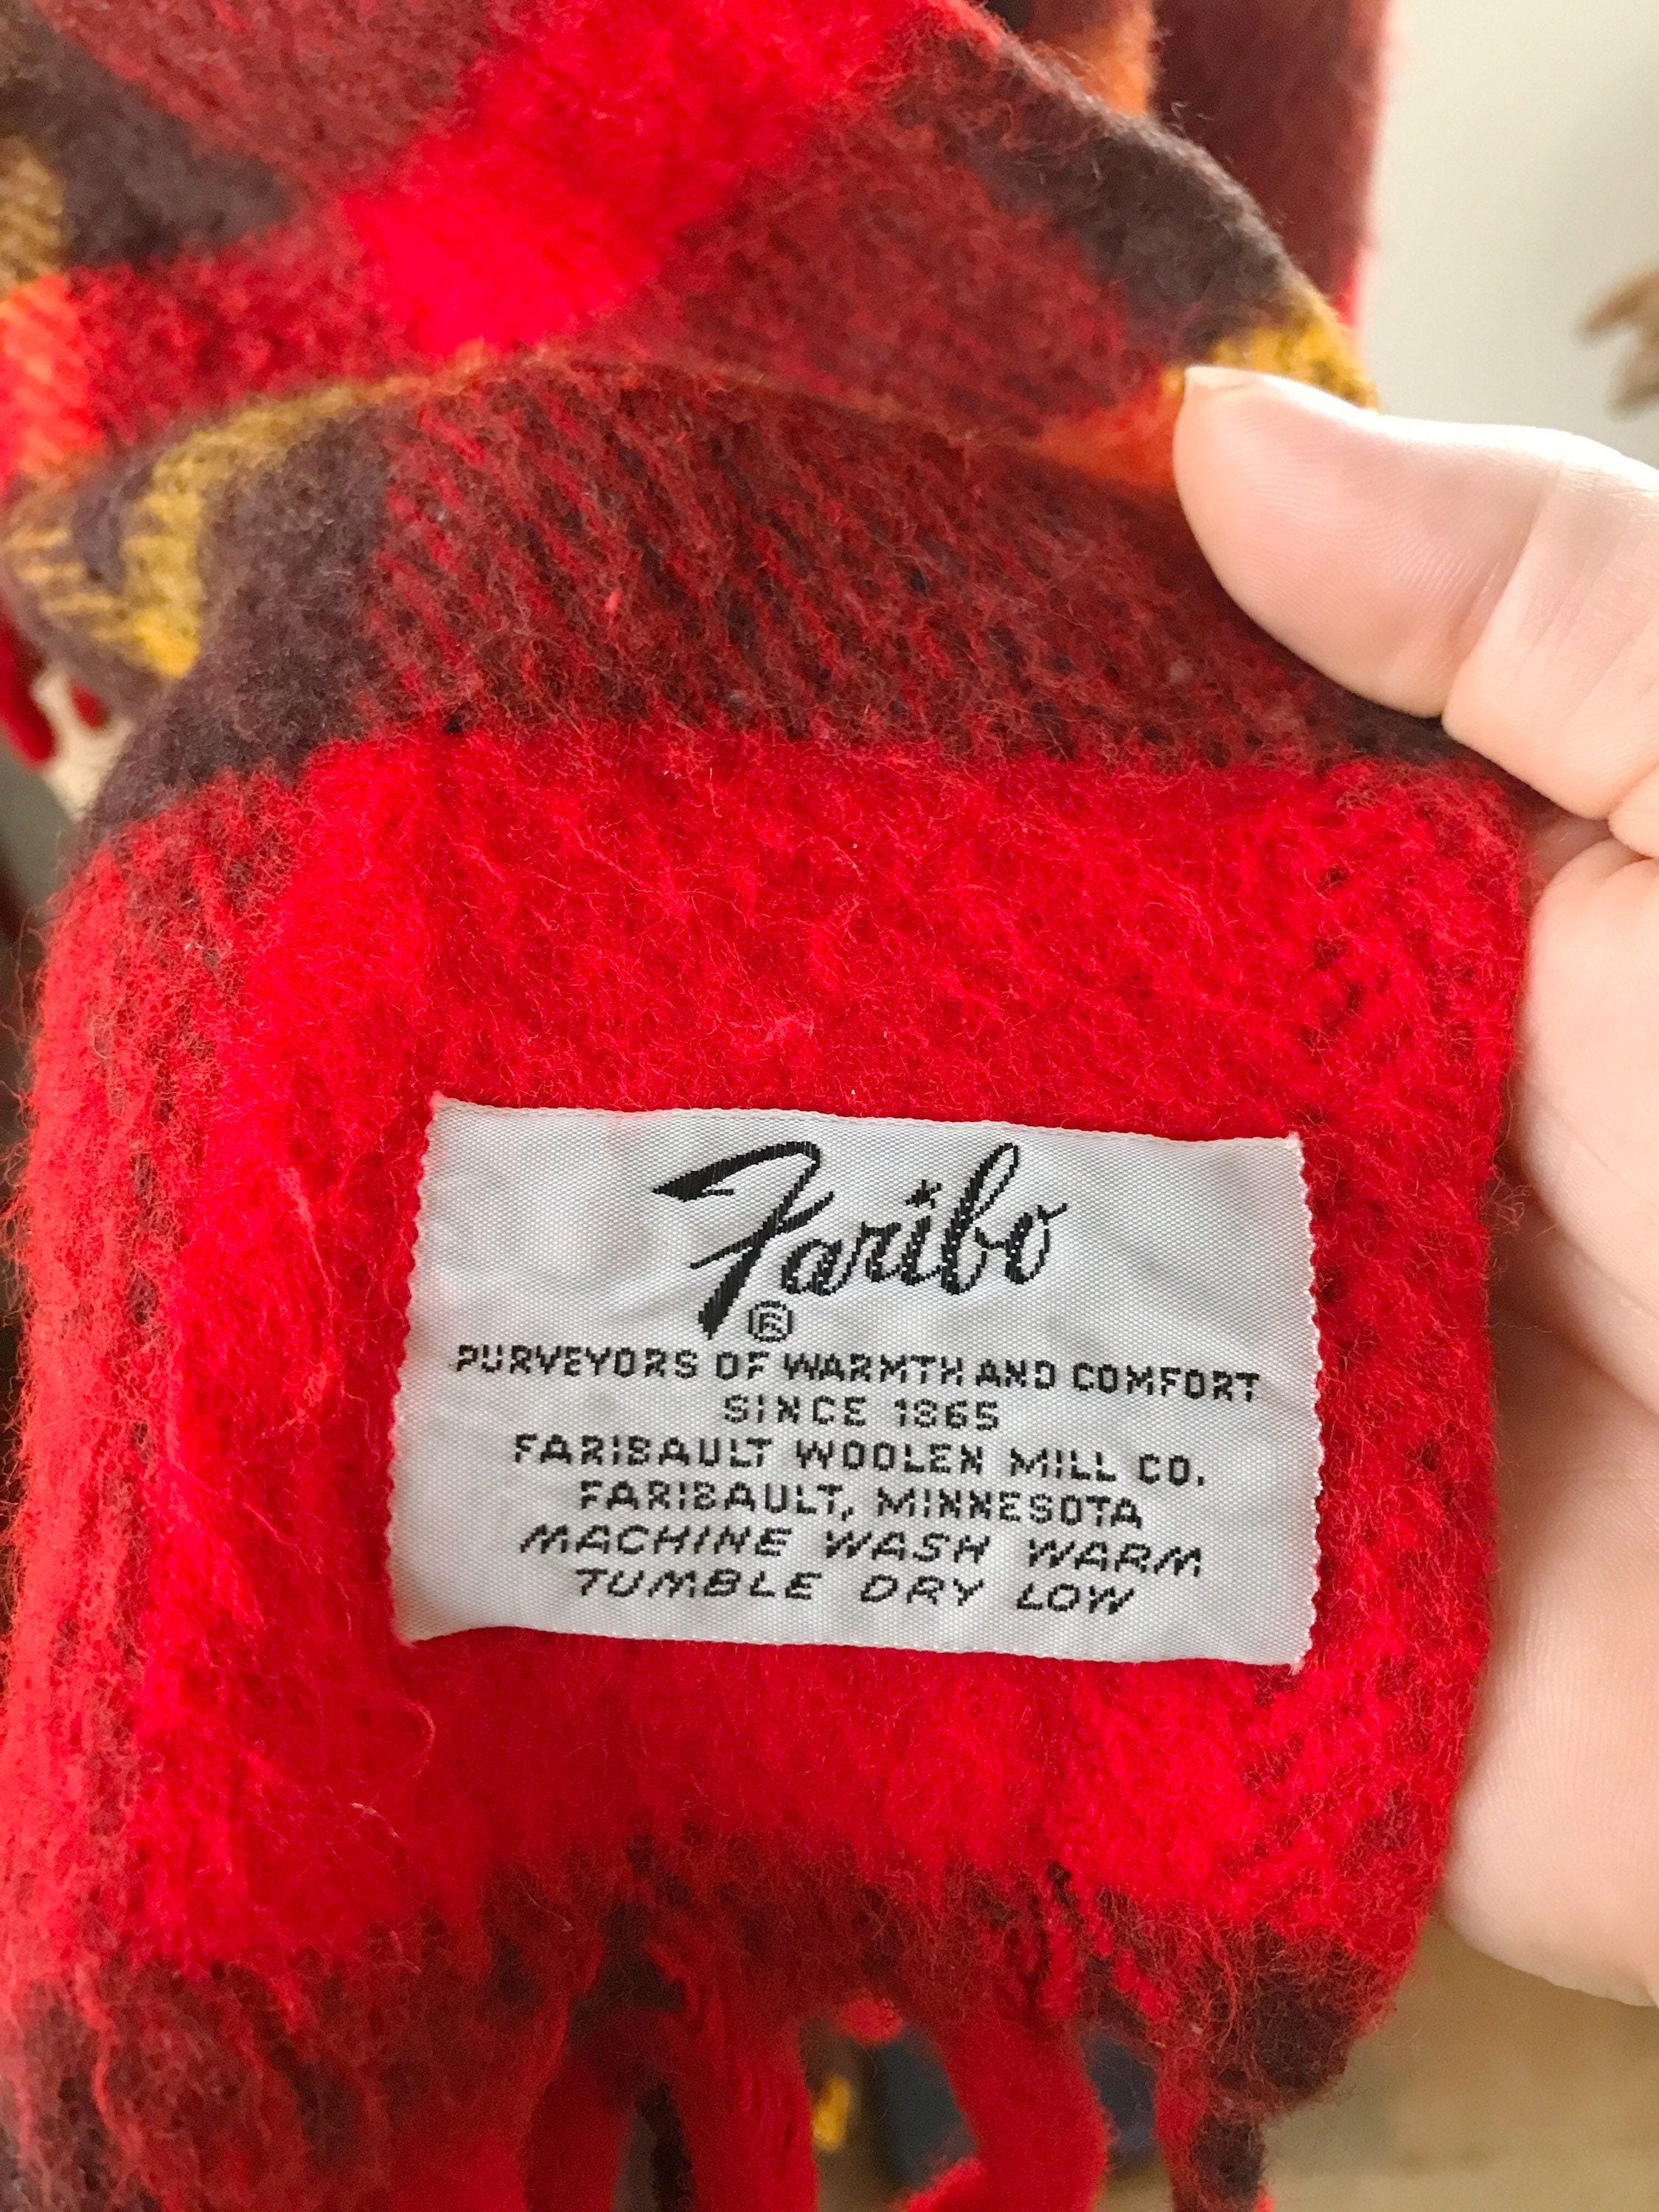 Faribo
®
PURVEYORS OF WARMTH AND COMFORT
SINCE 1865
FARIBAULT WOOLEN MILL CO.
FARIBAULT, MINNESOTA
MACHINE WASH WARM
TUMBLE DRY LOW